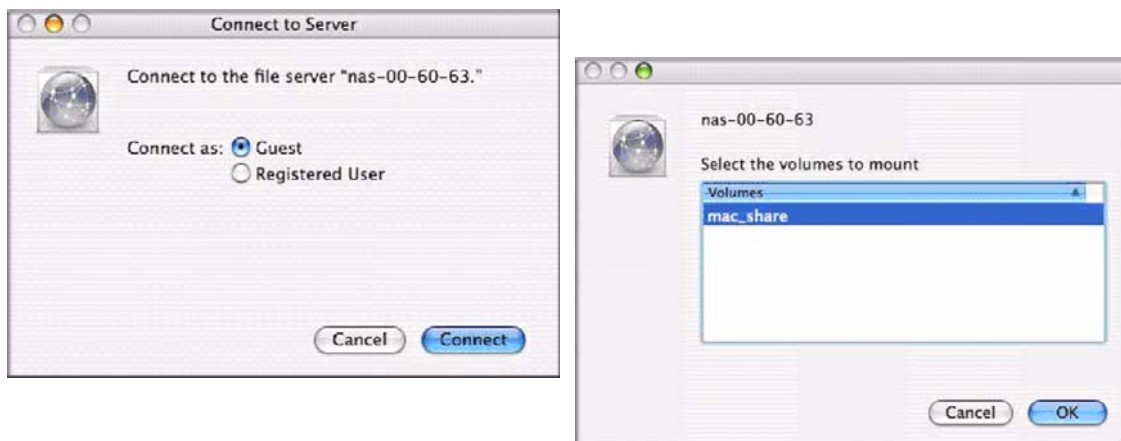 Connect to Server
Connect to the file server "nas-00-60-63."
Connect as: Guest
Registered User
Cancel Connect
nas-00-60-63
Select the volumes to mount
Volumes
mac_share
Cancel OK